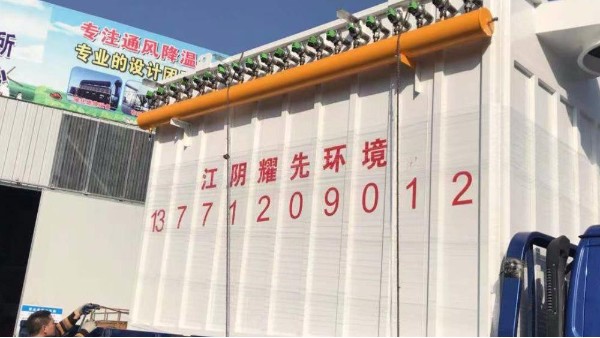 所
专注通风降温
专业的设计团
江阴耀先环境
13771209012